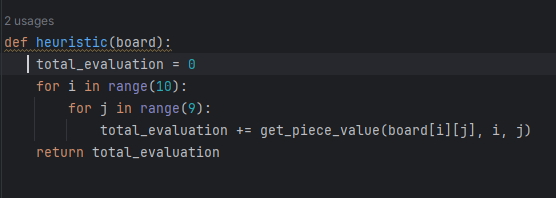 2 usages
def heuristic(board):
    total_evaluation = 0
    for i in range(10):
        for j in range(9):
            total_evaluation += get_piece_value(board[i][j], i, j)
    return total_evaluation